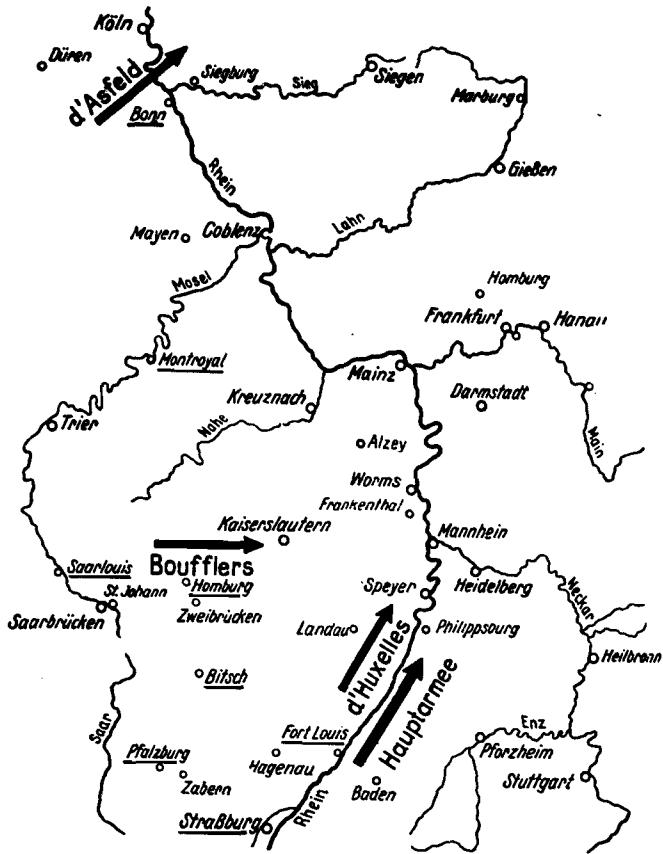 Köln
Düren
d'Asfeld
Siegburg
Sieg
Siegen
Marburg
Bonn
Gießen
Rhein
Lahn
Mayen
Coblenz
Mosel
Homburg
Frankfurt
Hanau
Montroyal
Mainz
Kreuznach
Darmstadt
Trier
Nahe
Alzey
Main
Worms
Frankenthal
Kaiserslautern
Mannhein
Boufflers
Saarlouis
Homburg
Speyer
Heidelberg
Neckar
St. Johann
Saarbrücken
Zweibrücken
Landau
Philippsburg
d'Huxelles
Heilbronn
Bitsch
Hauptarmee
Saar
Fort Louis
Enz
Pfalzburg
Hagenau
Pforzheim
Zabern
Baden
Stuttgart
Rhein
Straßburg